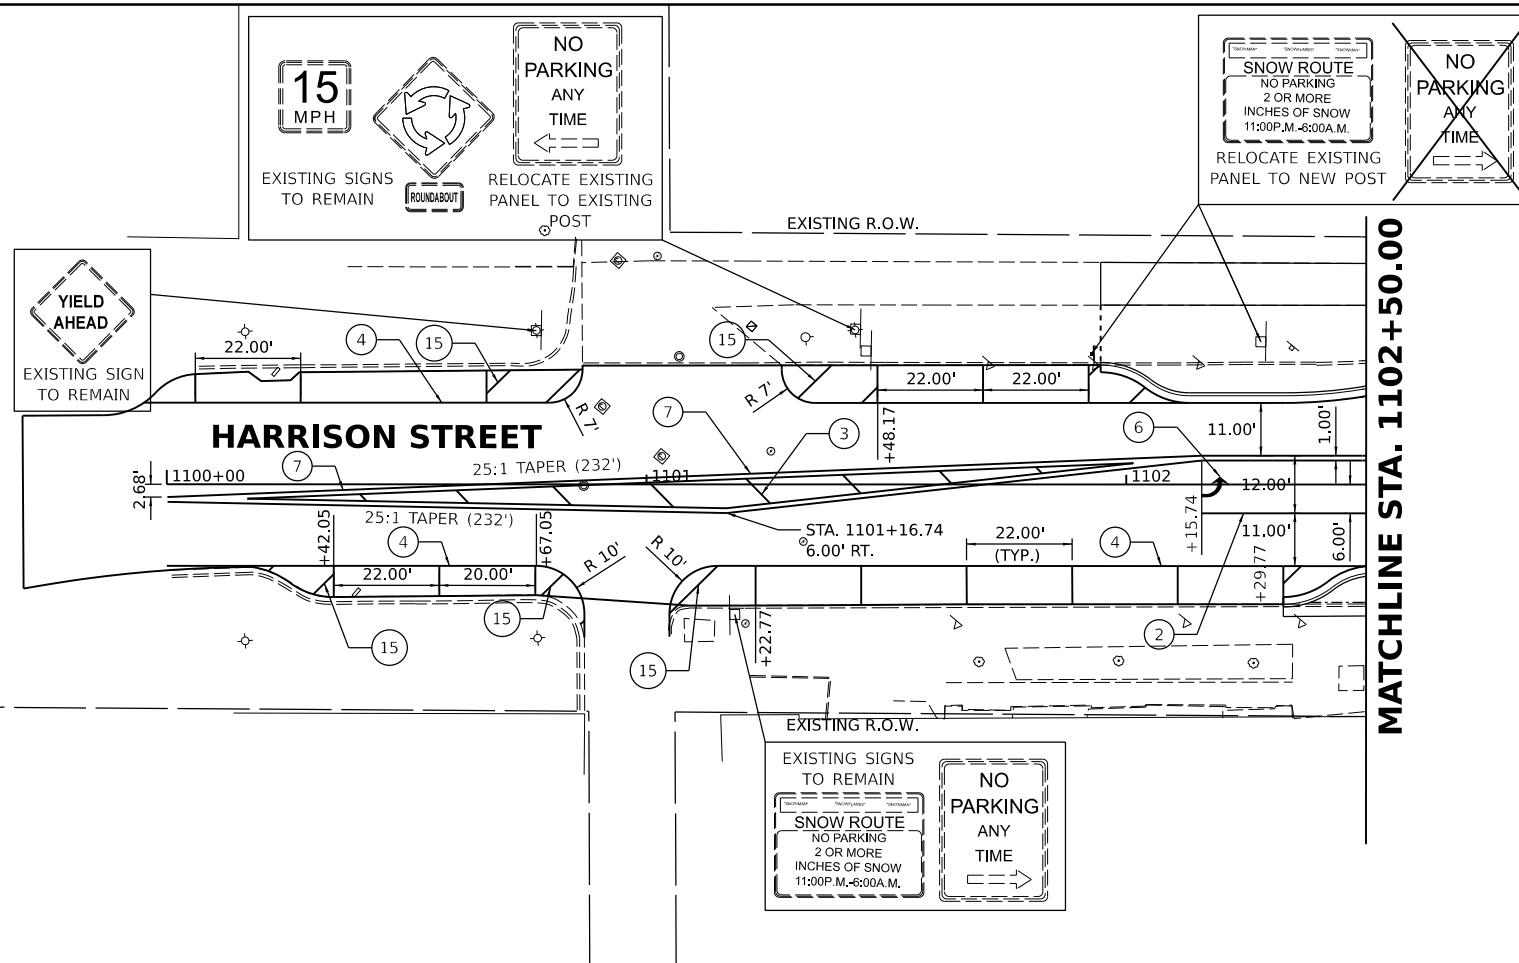 NO
PARKING
ANY
TIME
15
MPH
EXISTING SIGNS
TO REMAIN
ROUNDABOUT
RELOCATE EXISTING
PANEL TO EXISTING
POST
"SNOWMAN" "SNOWFLAKES" "SNOWMAN"
SNOW ROUTE
NO PARKING
2 OR MORE
INCHES OF SNOW
11:00P.M.-6:00A.M.
RELOCATE EXISTING
PANEL TO NEW POST
NO
PARKING
ANY
TIME
EXISTING R.O.W.
YIELD
AHEAD
EXISTING SIGN
TO REMAIN
22.00'
4
15
15
R 7'
R 7'
22.00'
22.00'
+48.17
7
3
6
11.00'
1.00'
HARRISON STREET
7
25:1 TAPER (232')
1100+00
1101
1102
2.68'
25:1 TAPER (232')
12.00'
+15.74
STA. 1101+16.74
6.00' RT.
+42.05
+67.05
4
22.00'
20.00'
R 10'
R 10'
22.00'
(TYP.)
4
11.00'
6.00'
+29.77
15
15
15
+22.77
2
MATCHLINE STA. 1102+50.00
EXISTING R.O.W.
EXISTING SIGNS
TO REMAIN
"SNOWMAN" "SNOWFLAKES" "SNOWMAN"
SNOW ROUTE
NO PARKING
2 OR MORE
INCHES OF SNOW
11:00P.M.-6:00A.M.
NO
PARKING
ANY
TIME